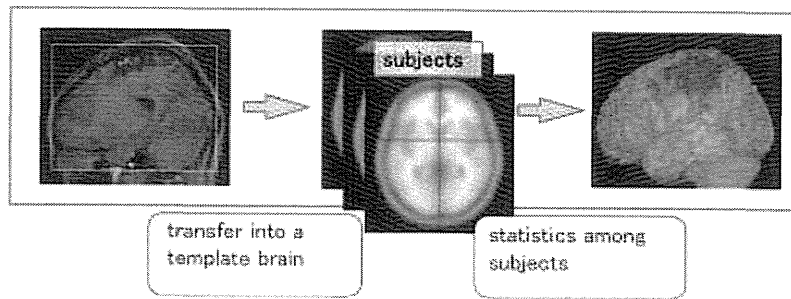 subjects
transfer into a
template brain
statistics among
subjects